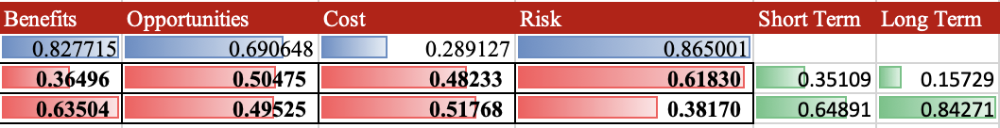 Benefits Opportunities Cost Risk Short Term Long Term
0.827715 0.690648 0.289127 0.865001
0.36496 0.50475 0.48233 0.61830 0.35109 0.15729
0.63504 0.49525 0.51768 0.38170 0.64891 0.84271